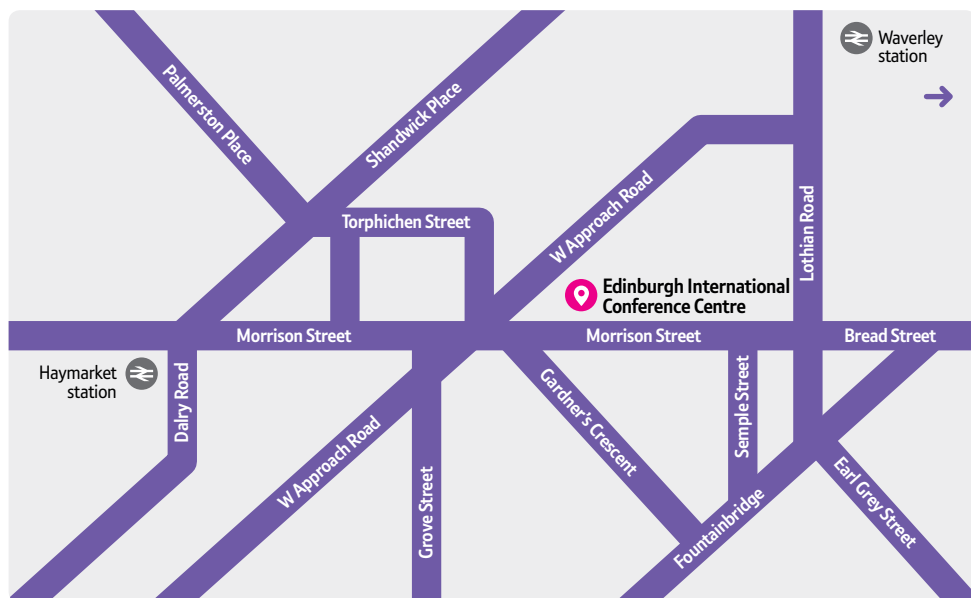 Waverley
station
Palmerston Place
Shandwick Place
Torphichen Street
W Approach Road
Lothian Road
Edinburgh International
Conference Centre
Morrison Street
Morrison Street
Bread Street
Haymarket
station
Dalry Road
W Approach Road
Grove Street
Gardner's Crescent
Semple Street
Fountainbridge
Earl Grey Street